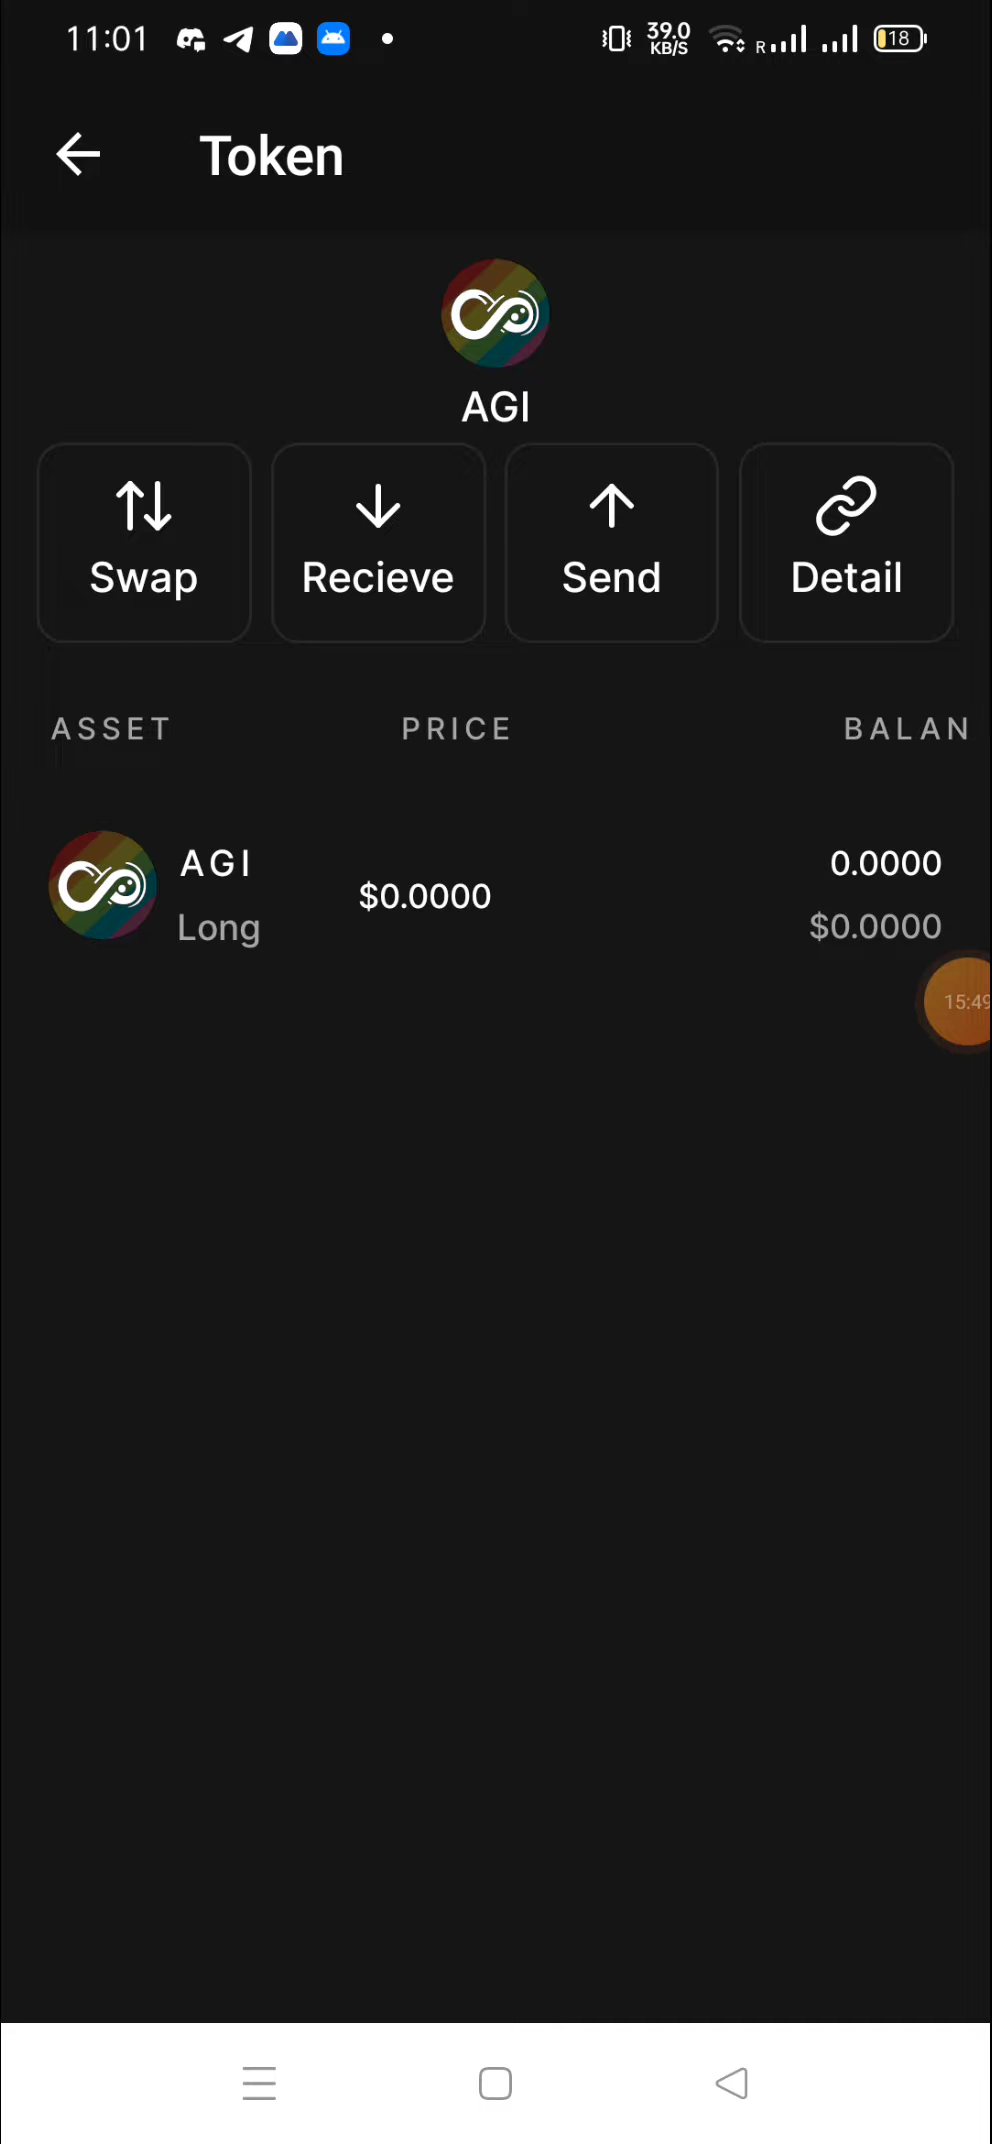 11:01
39.0
KB/S
R
18
Token
AGI
Swap
Recieve
Send
Detail
ASSET
PRICE
BALAN
AGI
Long
$0.0000
0.0000
$0.0000
15:49